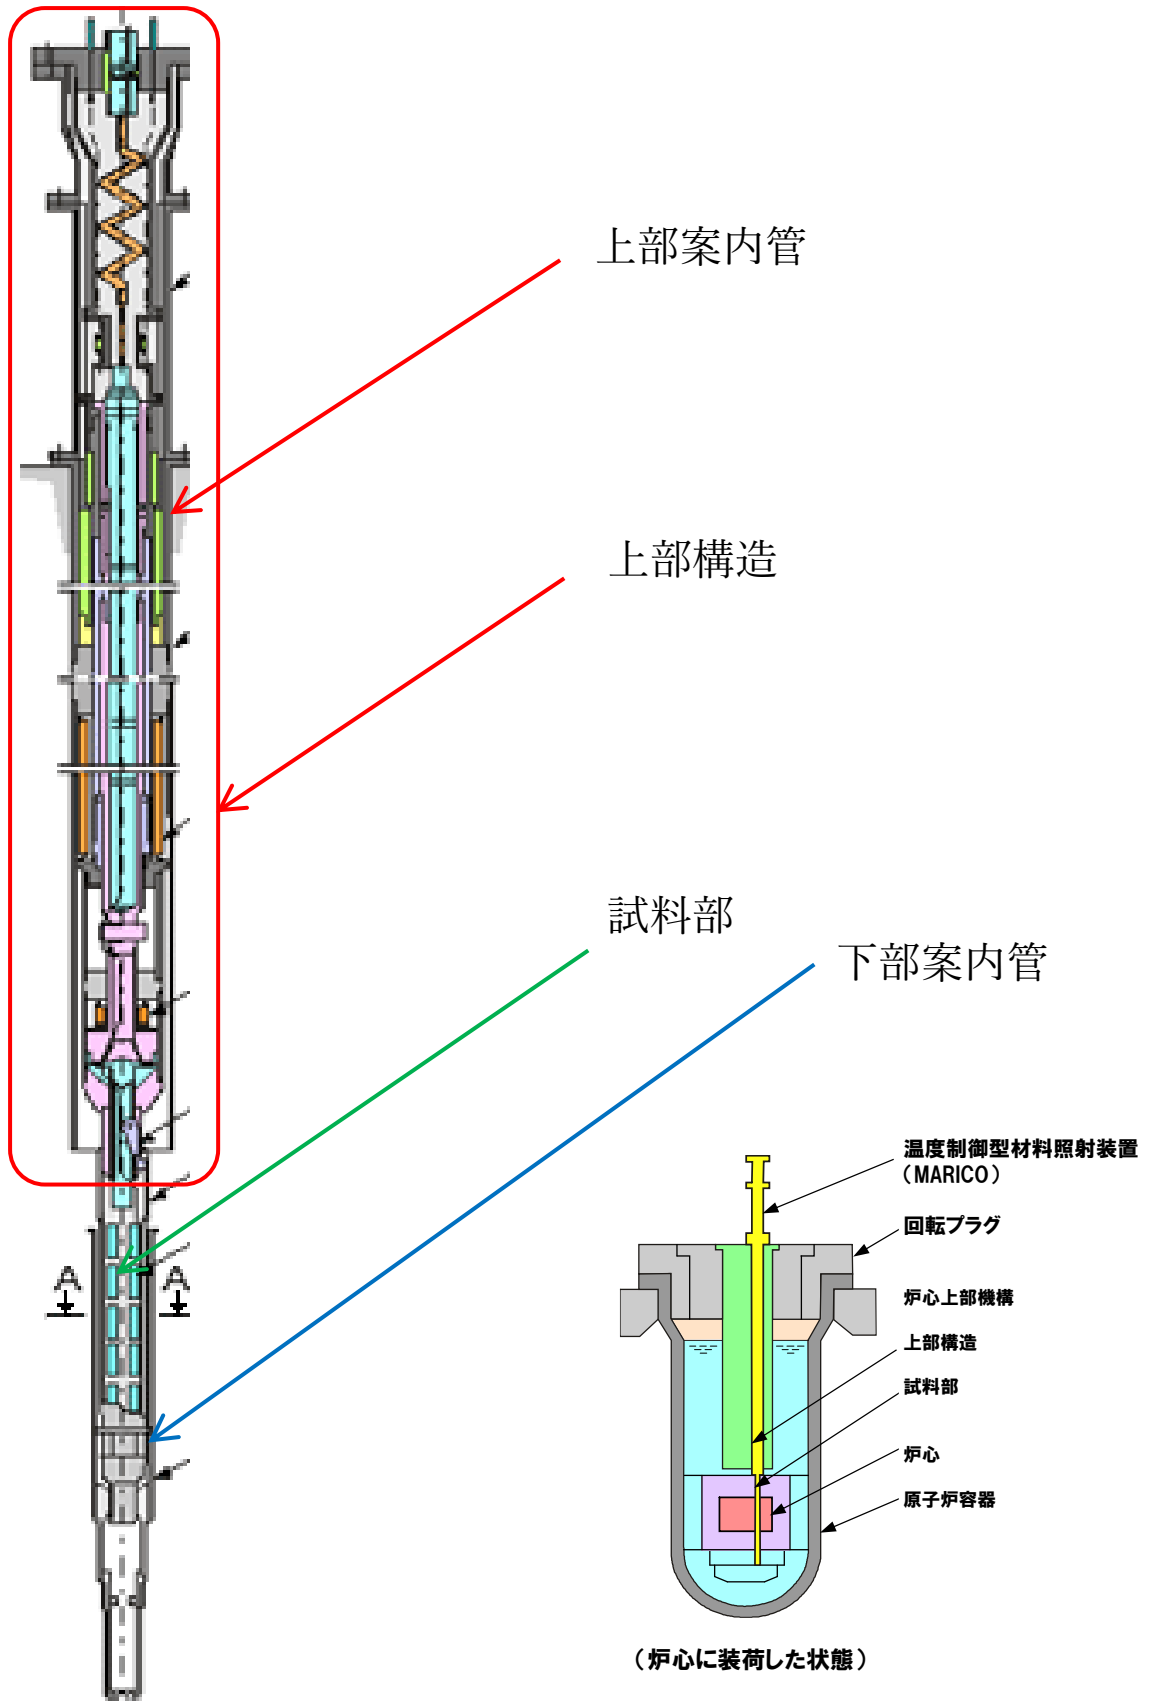 上部案内管
上部構造
試料部
下部案内管
A A
温度制御型材料照射装置
（MARICO）
回転プラグ
炉心上部機構
上部構造
試料部
炉心
原子炉容器
（炉心に装荷した状態）